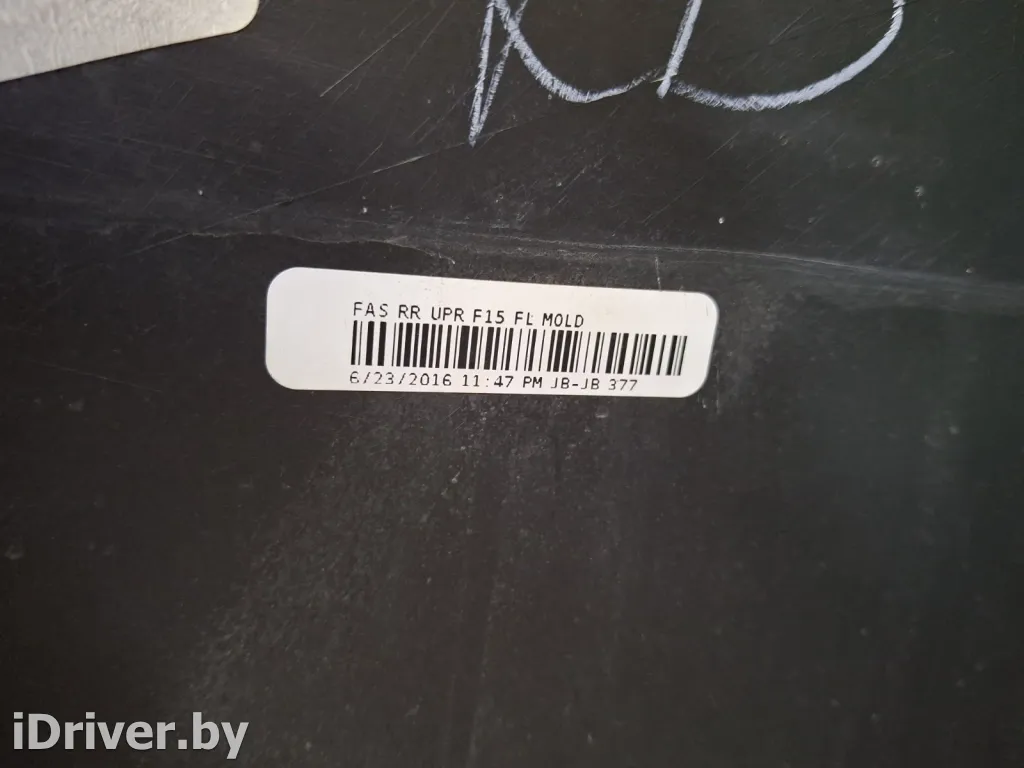 FAS RR UPR F15 FL MOLD
6/23/2016 11:47 PM JB-JB 377
iDriver.by